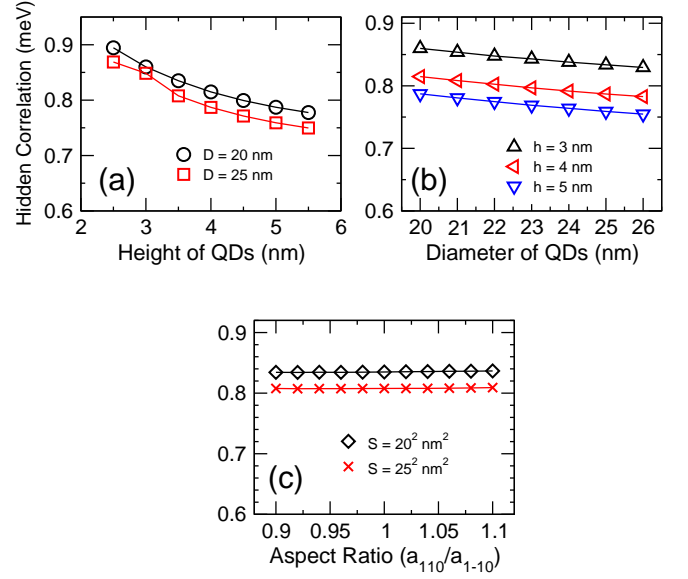 Hidden Correlation (meV)
0.9
0.8
0.7
0.6
2 3 4 5 6
Height of QDs (nm)
D = 20 nm
D = 25 nm
(a)
0.9
0.8
0.7
0.6
20 21 22 23 24 25 26
Diameter of QDs (nm)
h = 3 nm
h = 4 nm
h = 5 nm
(b)
0.9
0.8
0.7
0.6
0.9 0.95 1 1.05 1.1
Aspect Ratio (a₁₁₀/a₁₋₁₀)
S = 20² nm²
S = 25² nm²
(c)